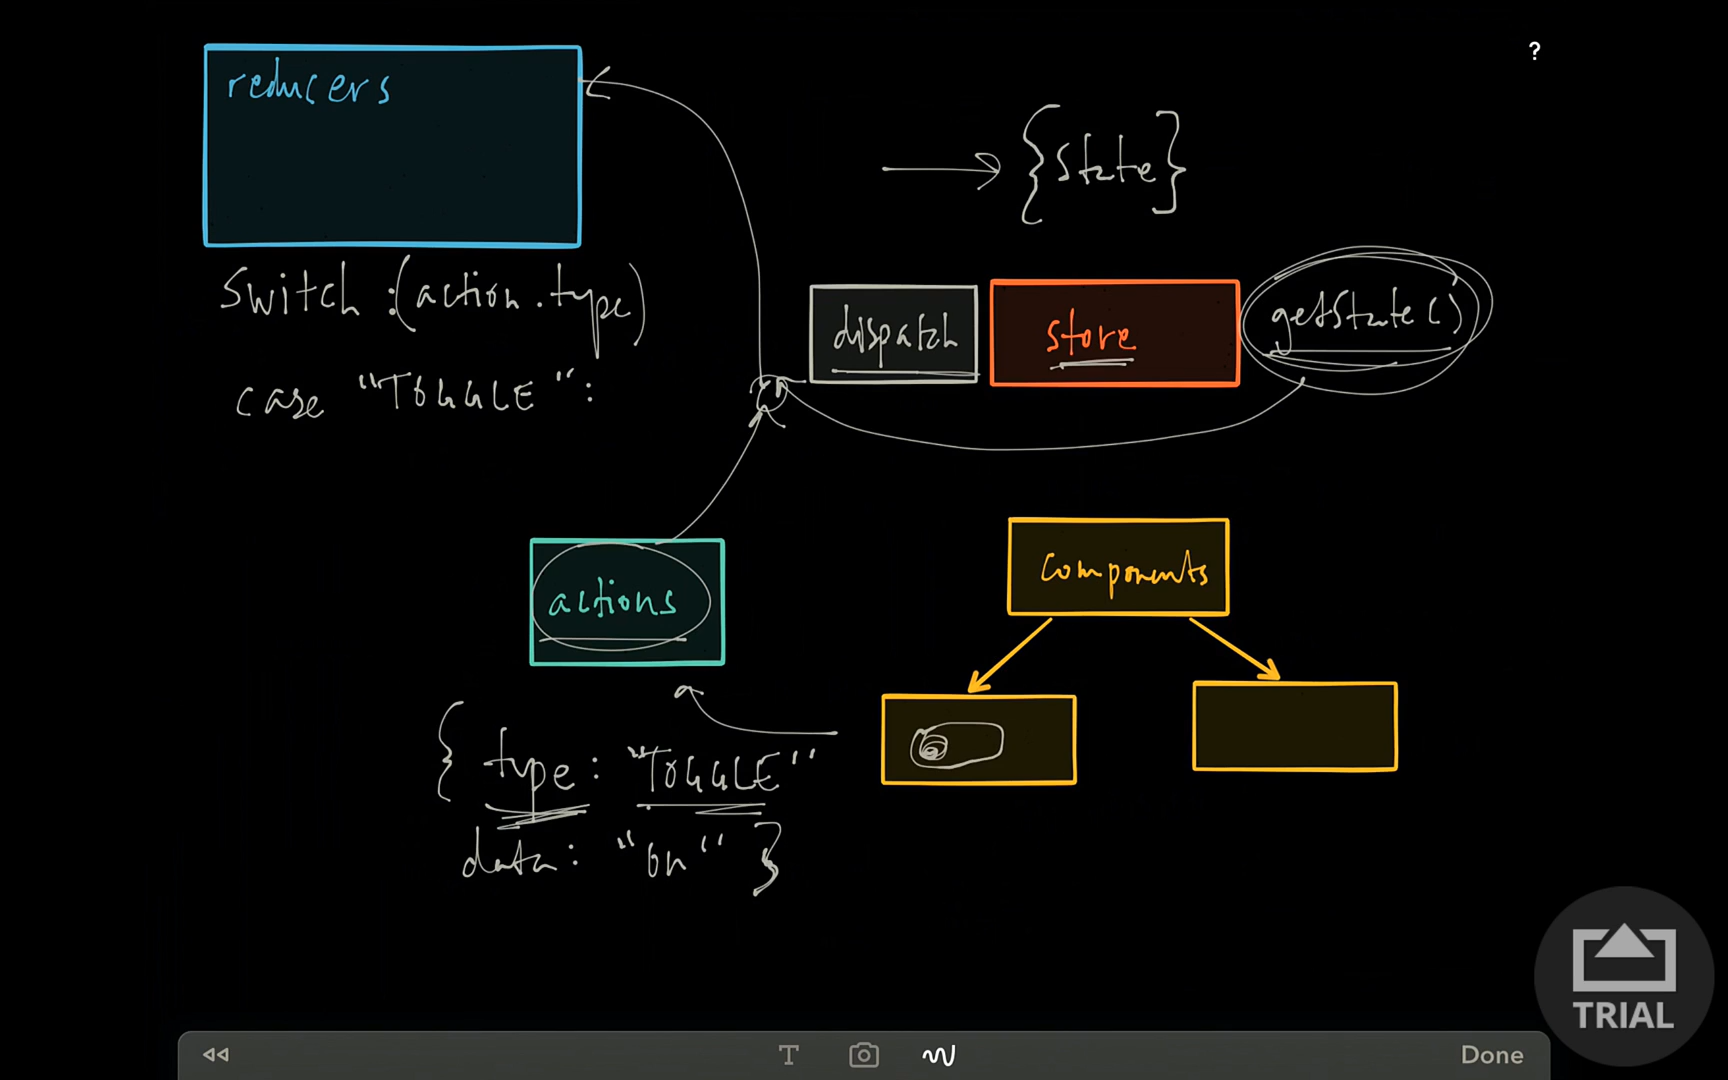 reducers
?
{state}
switch :(action.type)
dispatch
store
getState()
case "TOGGLE":
components
actions
{ type: "TOGGLE"
data: "on" }
TRIAL
T
Done